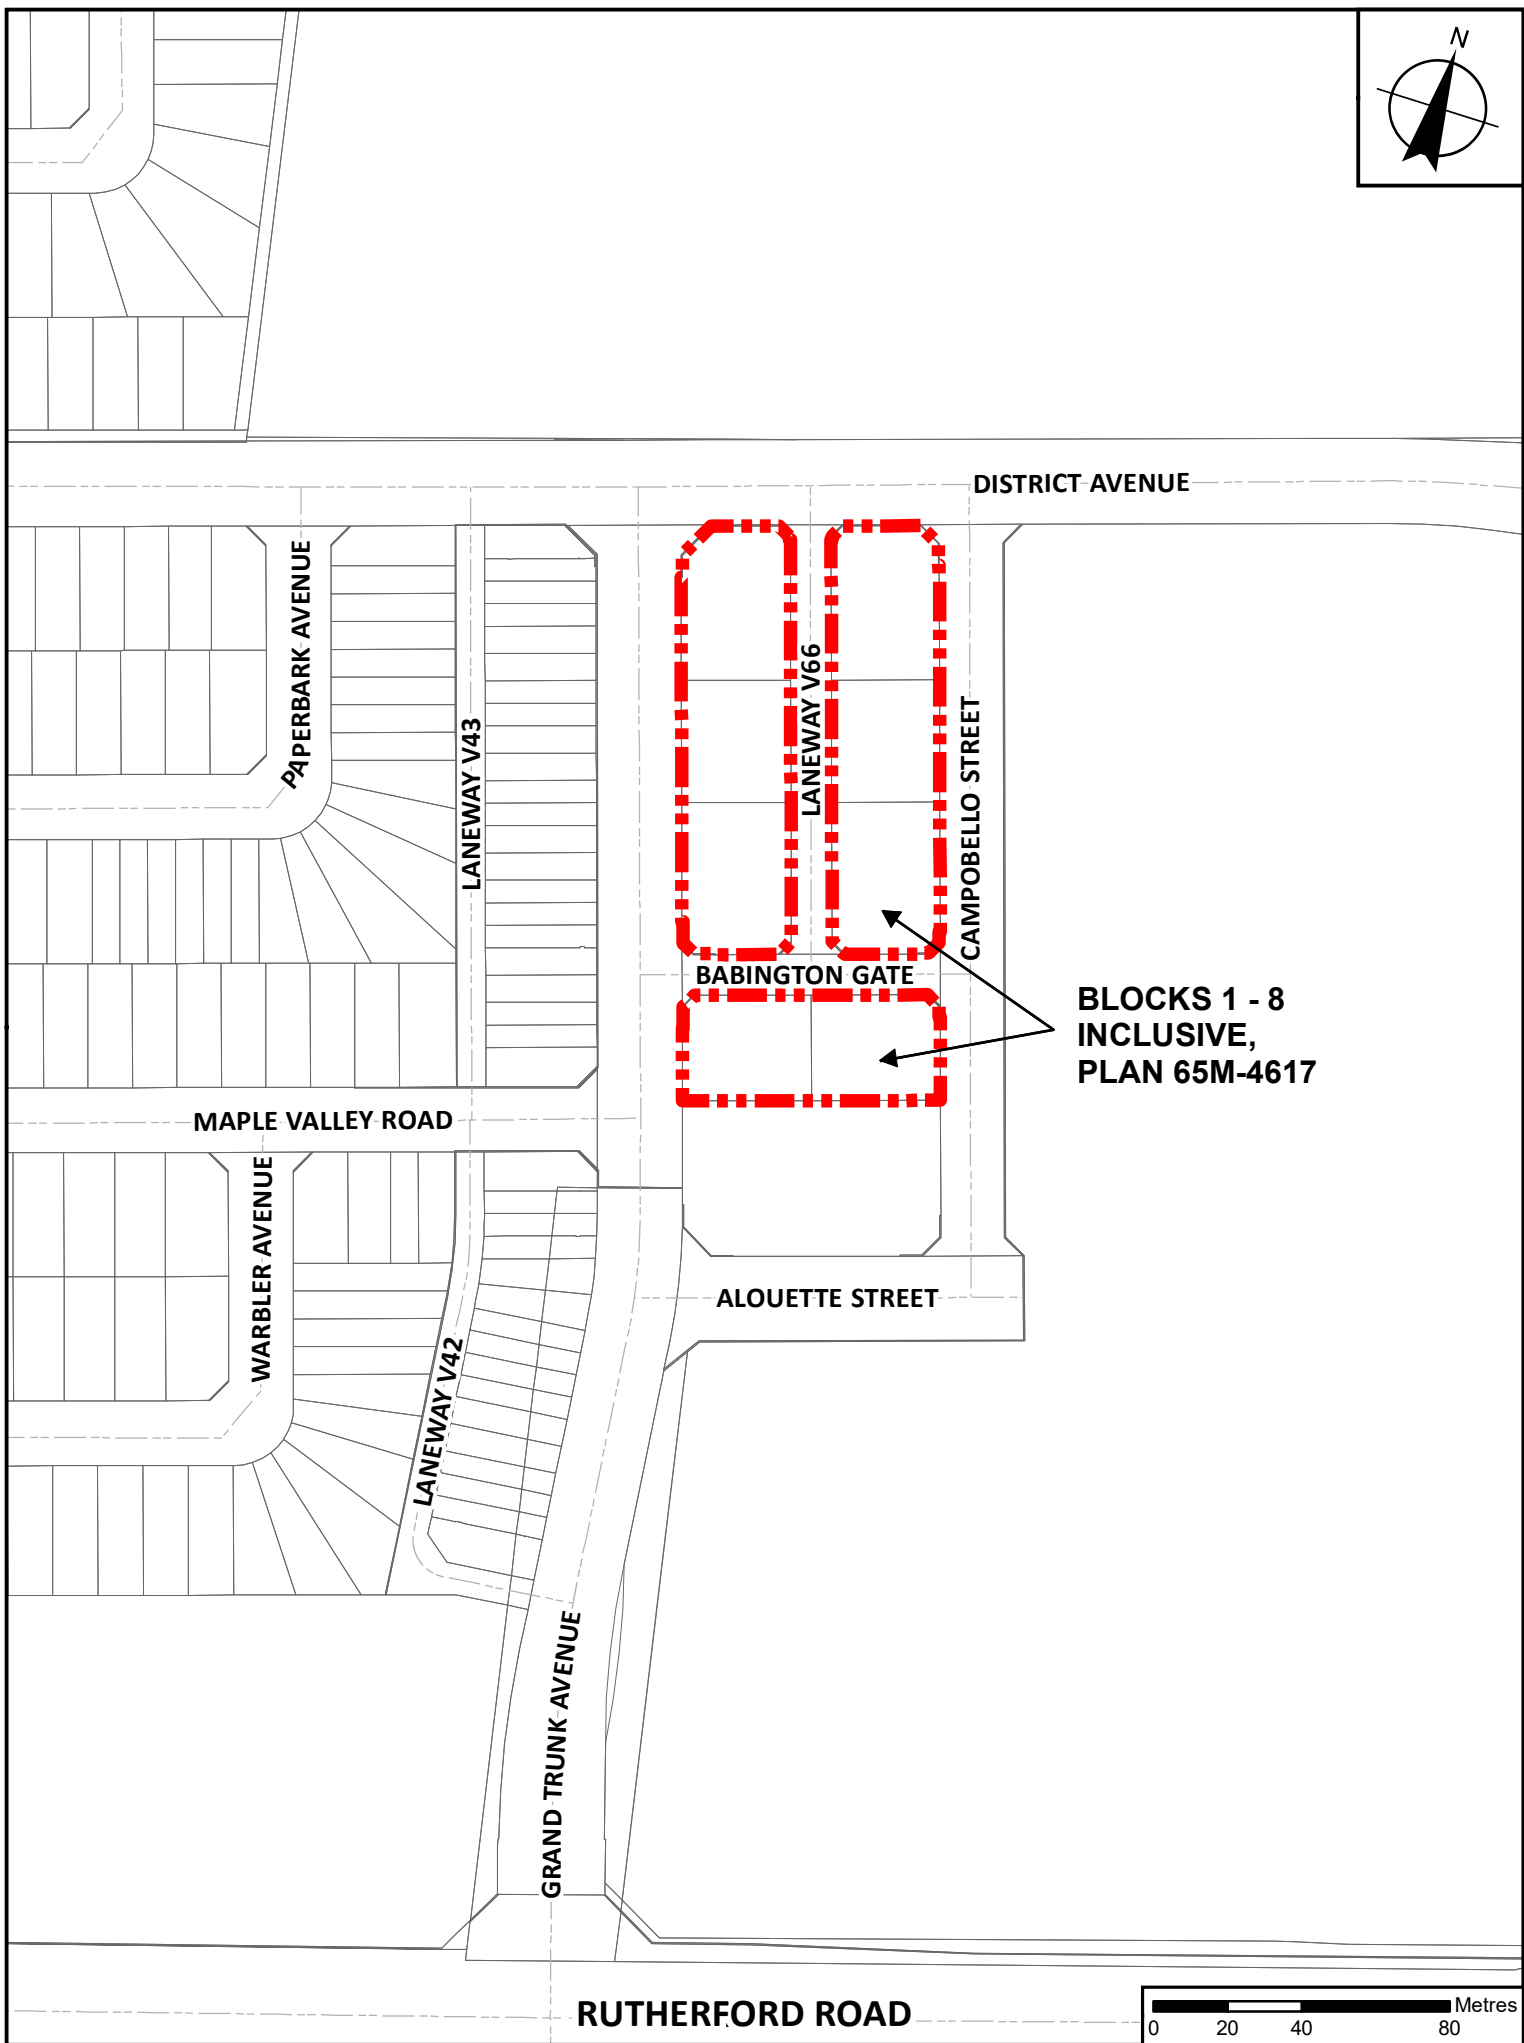 N
DISTRICT AVENUE
PAPERBARK AVENUE
LANEWAY V43
LANEWAY V66
CAMPOBELLO STREET
BABINGTON GATE
BLOCKS 1 - 8
INCLUSIVE,
PLAN 65M-4617
MAPLE VALLEY ROAD
WARBLER AVENUE
LANEWAY V42
ALOUETTE STREET
GRAND TRUNK AVENUE
RUTHERFORD ROAD
Metres
0 20 40 80